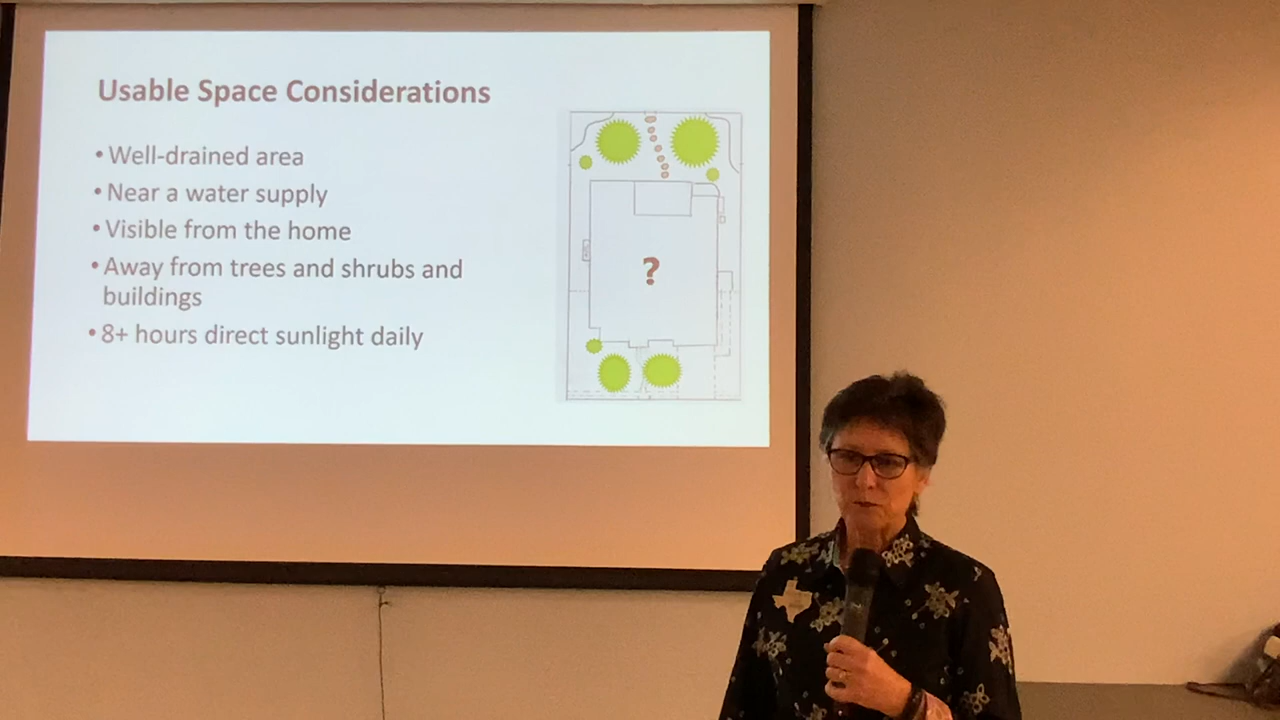 Usable Space Considerations
• Well-drained area
• Near a water supply
• Visible from the home
• Away from trees and shrubs and
buildings
• 8+ hours direct sunlight daily
?